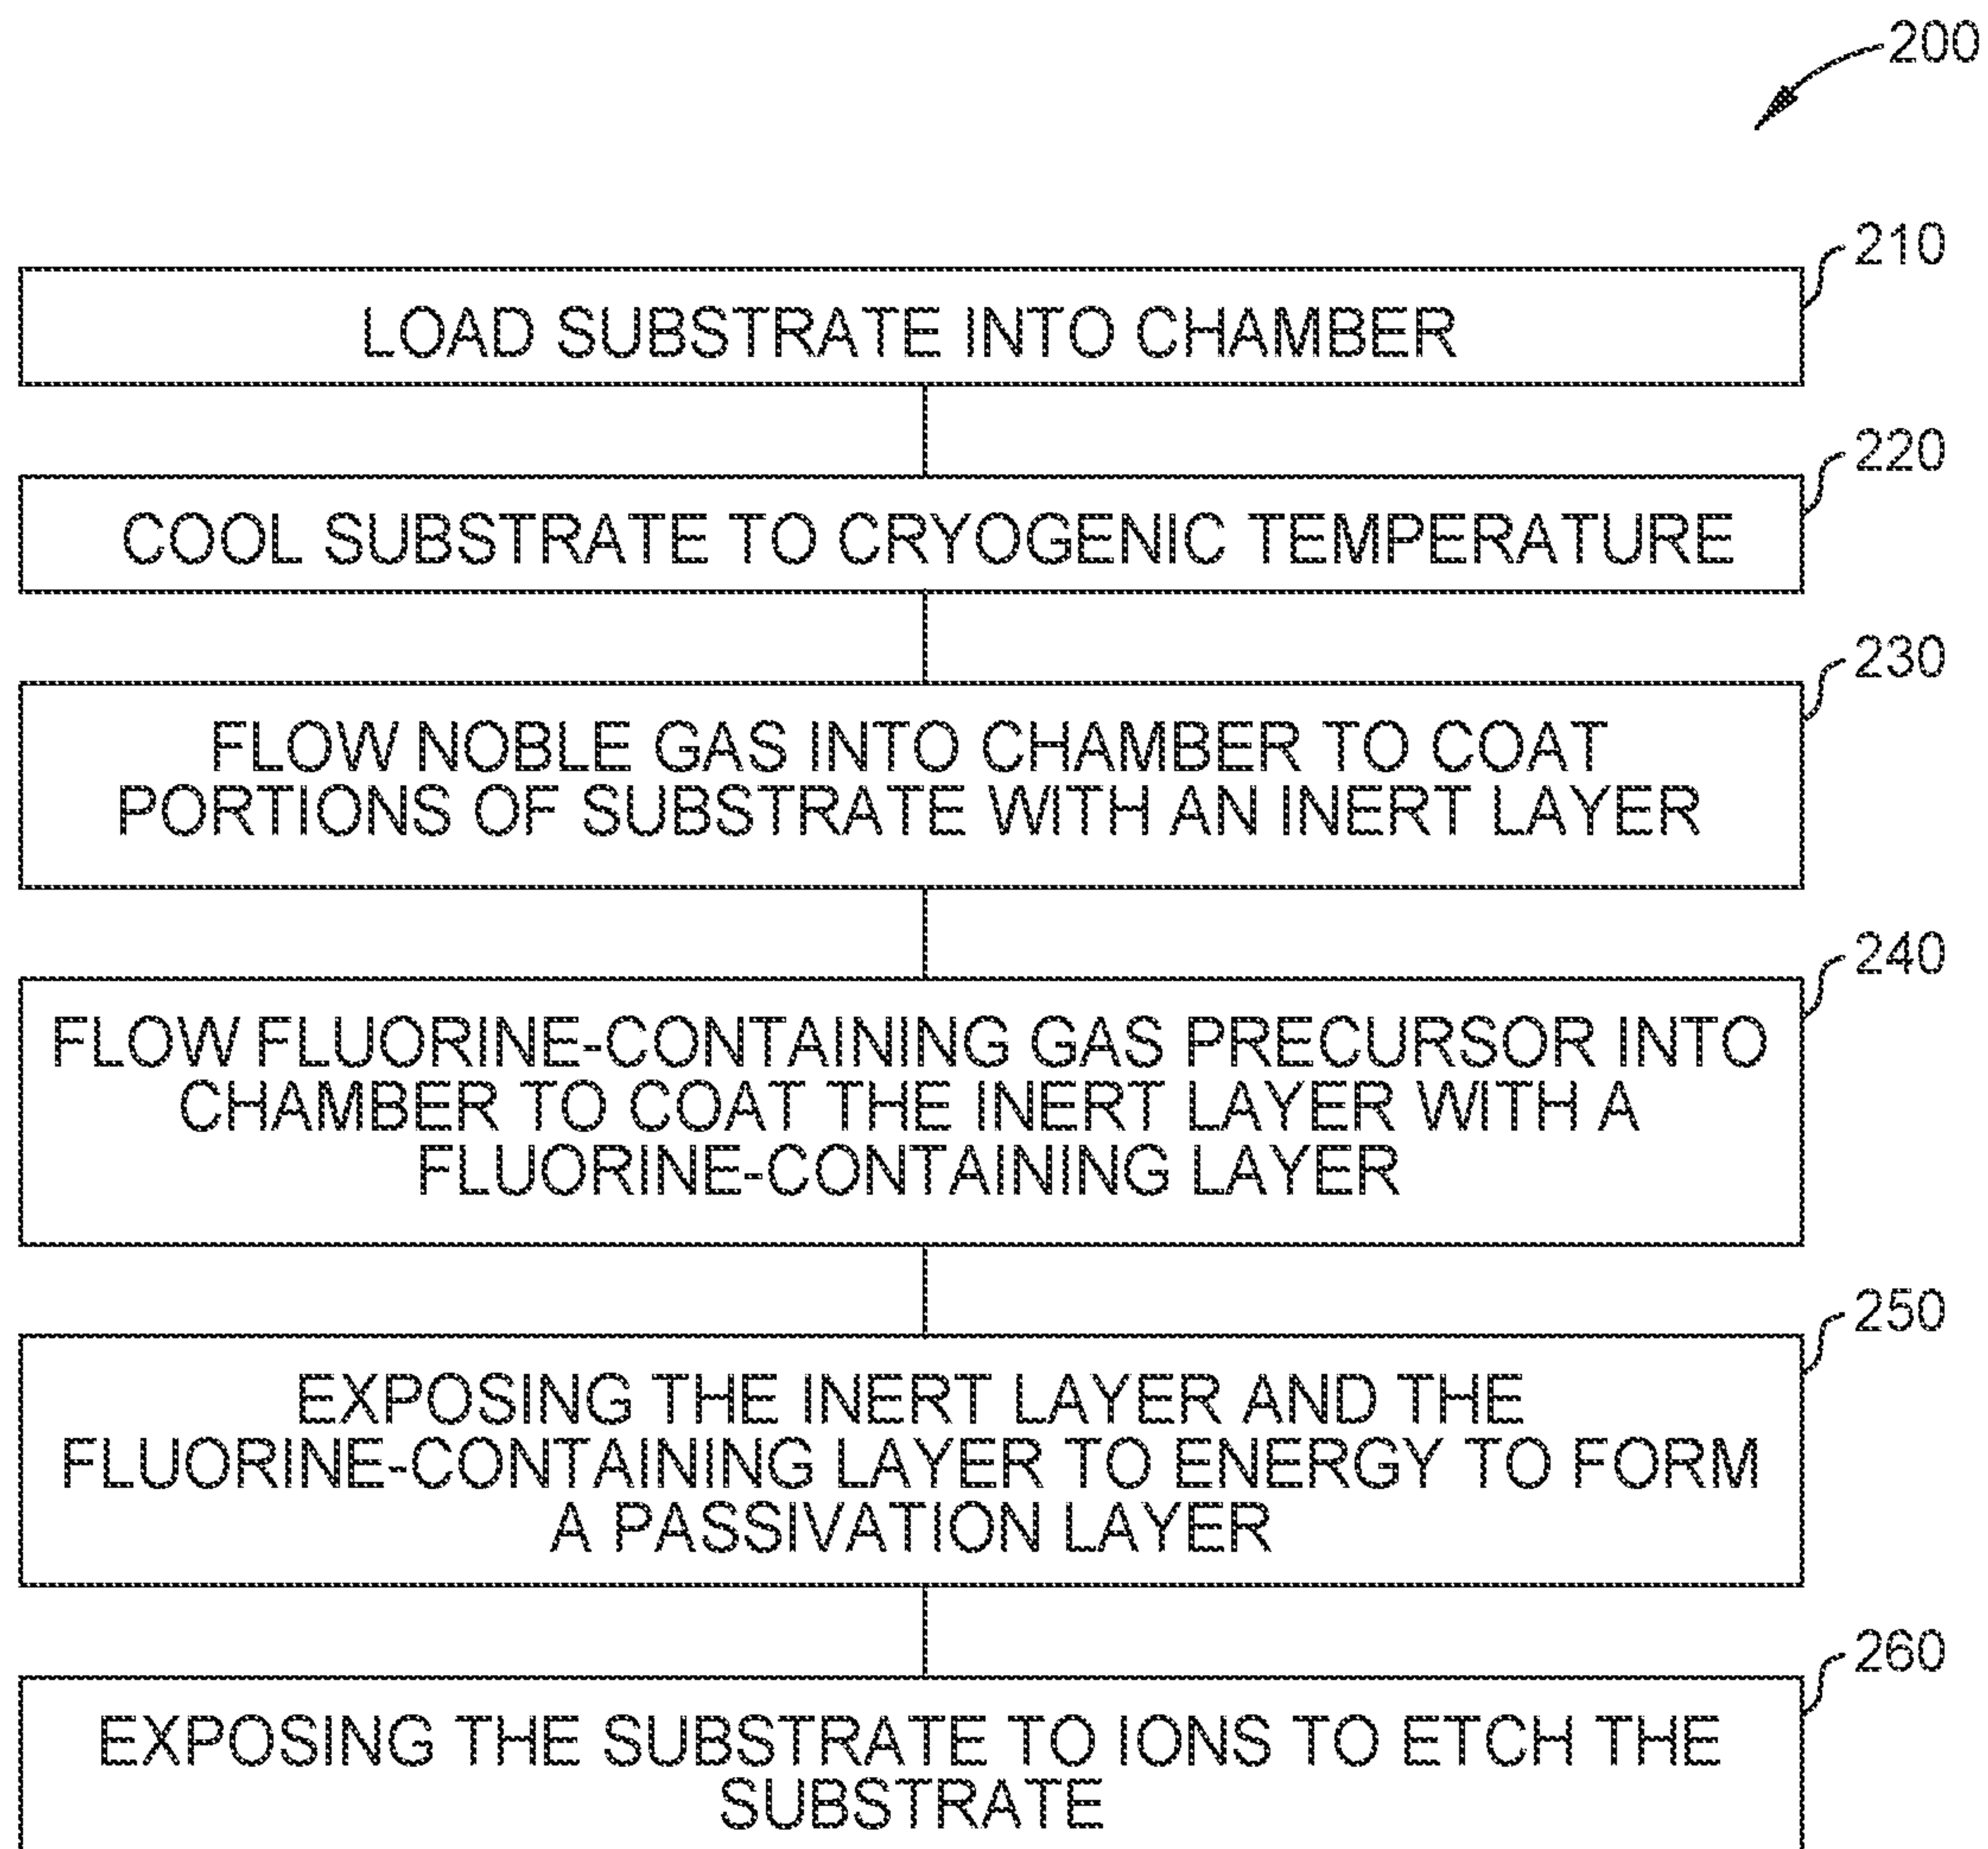 200
210
LOAD SUBSTRATE INTO CHAMBER
220
COOL SUBSTRATE TO CRYOGENIC TEMPERATURE
230
FLOW NOBLE GAS INTO CHAMBER TO COAT
PORTIONS OF SUBSTRATE WITH AN INERT LAYER
240
FLOW FLUORINE-CONTAINING GAS PRECURSOR INTO
CHAMBER TO COAT THE INERT LAYER WITH A
FLUORINE-CONTAINING LAYER
250
EXPOSING THE INERT LAYER AND THE
FLUORINE-CONTAINING LAYER TO ENERGY TO FORM
A PASSIVATION LAYER
260
EXPOSING THE SUBSTRATE TO IONS TO ETCH THE
SUBSTRATE